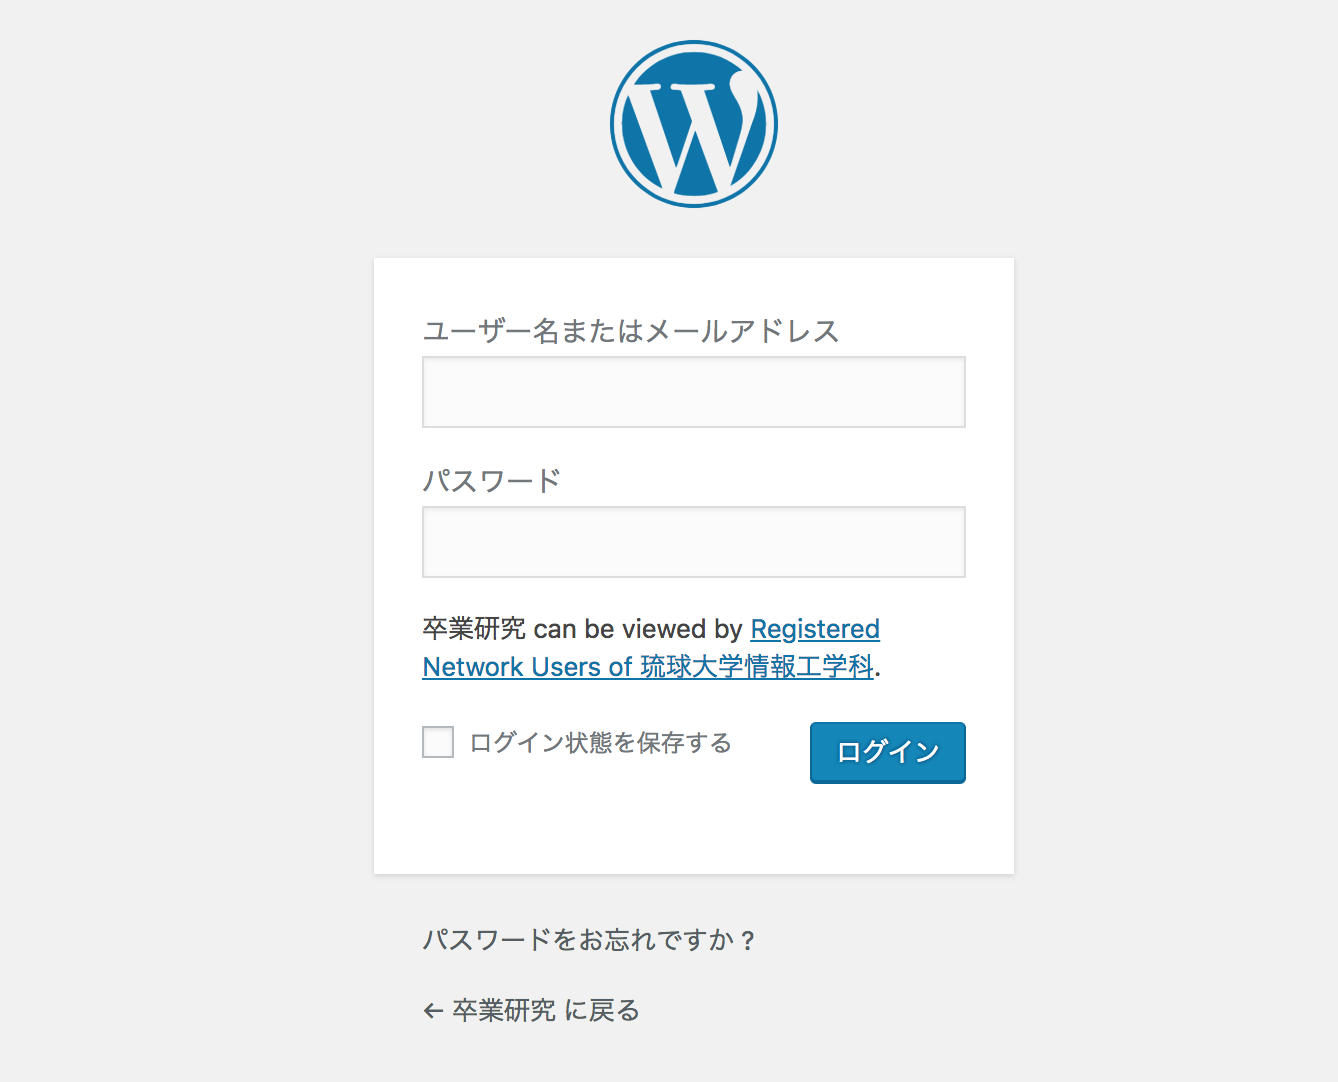 ユーザー名またはメールアドレス
パスワード
卒業研究 can be viewed by Registered
Network Users of 琉球大学情報工学科.
ログイン状態を保存する
ログイン
パスワードをお忘れですか ?
← 卒業研究 に戻る